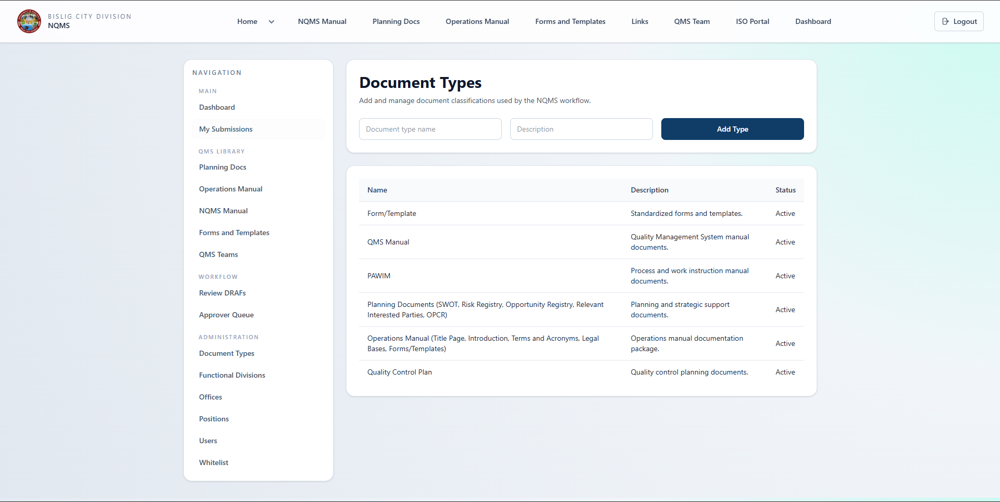 BISLIG CITY DIVISION
NQMS
Home
NQMS Manual
Planning Docs
Operations Manual
Forms and Templates
Links
QMS Team
ISO Portal
Dashboard
Logout
NAVIGATION
MAIN
Dashboard
My Submissions
QMS LIBRARY
Planning Docs
Operations Manual
NQMS Manual
Forms and Templates
QMS Teams
WORKFLOW
Review DRAFs
Approver Queue
ADMINISTRATION
Document Types
Functional Divisions
Offices
Positions
Users
Whitelist
Document Types
Add and manage document classifications used by the NQMS workflow.
Document type name
Description
Add Type
Name Description Status
Form/Template Standardized forms and templates. Active
QMS Manual
Quality Management System manual
documents.
Active
PAWIM
Process and work instruction manual
documents.
Active
Planning Documents (SWOT, Risk Registry, Opportunity Registry, Relevant
Interested Parties, OPCR)
Planning and strategic support
documents.
Active
Operations Manual (Title Page, Introduction, Terms and Acronyms, Legal
Bases, Forms/Templates)
Operations manual documentation
package.
Active
Quality Control Plan Quality control planning documents. Active